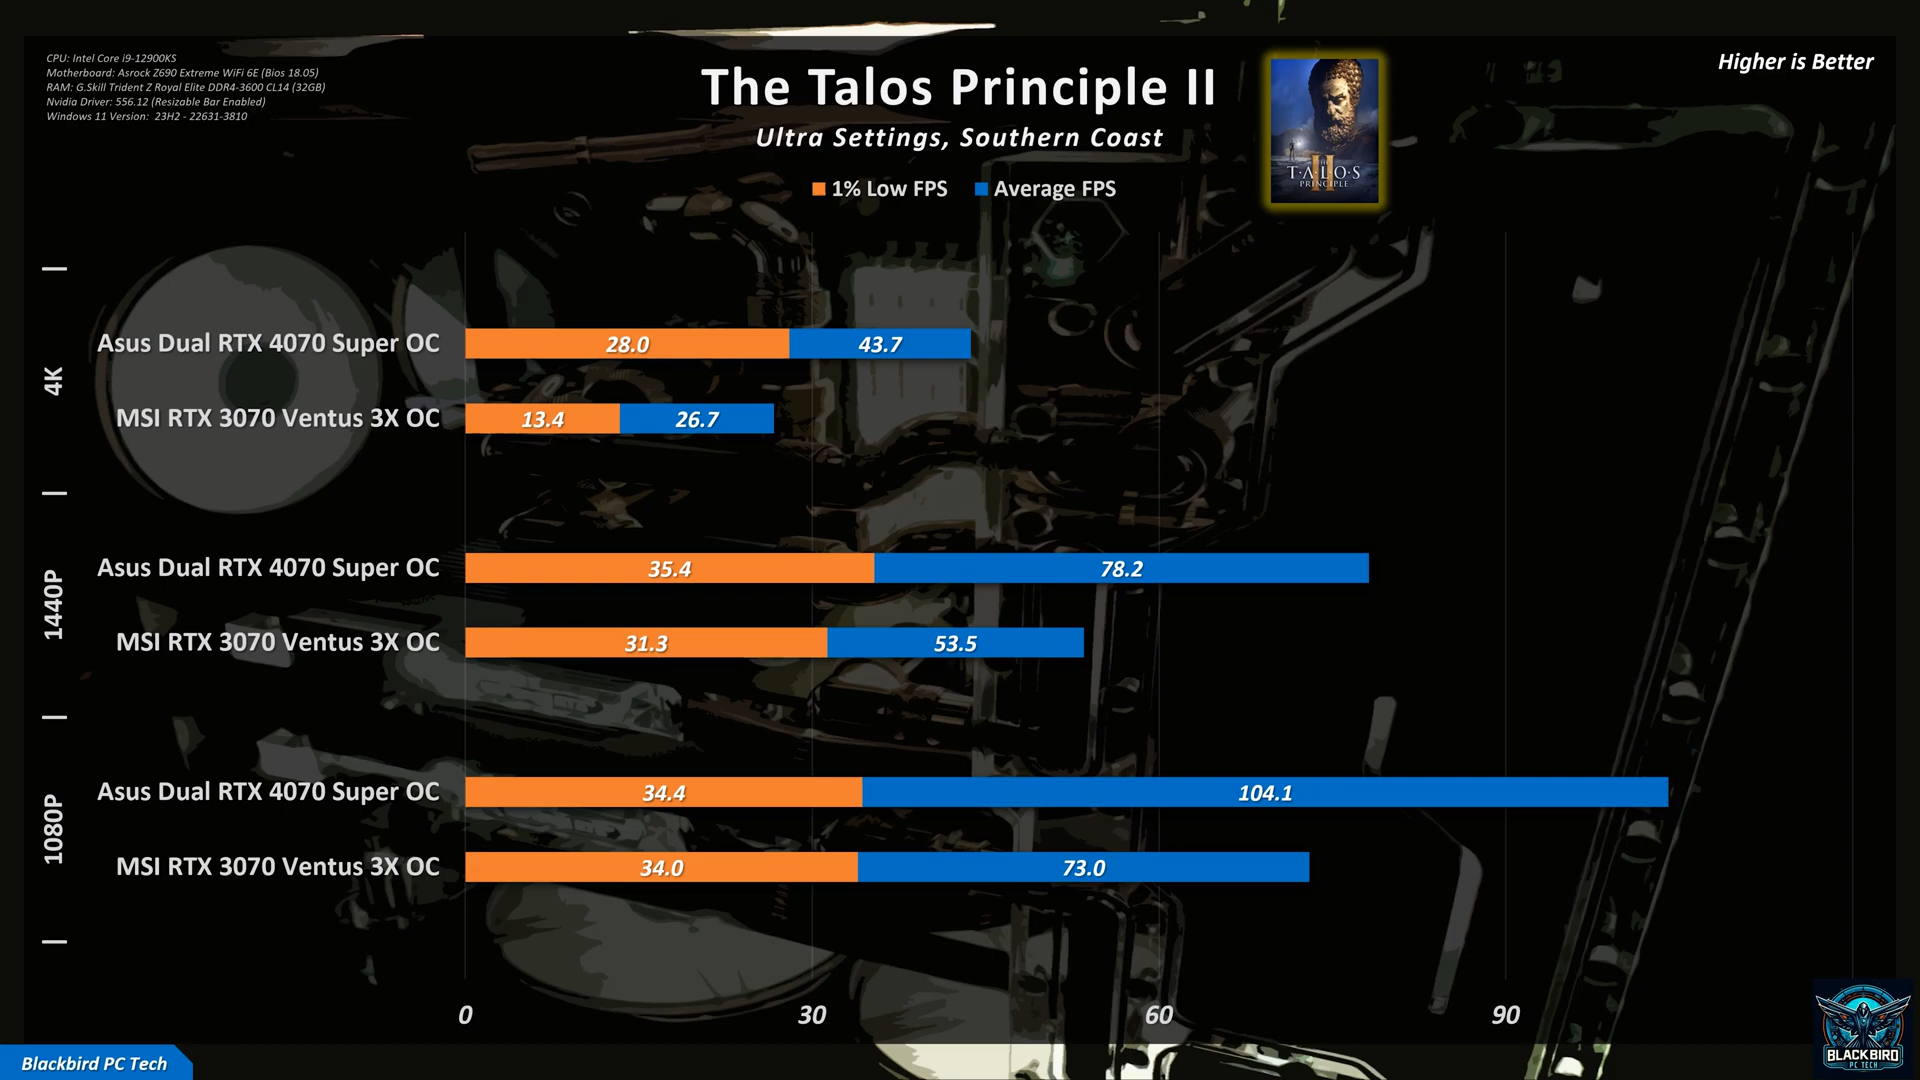 CPU: Intel Core i9-12900KS
Motherboard: Asrock Z690 Extreme WiFi 6E (Bios 18.05)
RAM: G.Skill Trident Z Royal Elite DDR4-3600 CL14 (32GB)
Nvidia Driver: 556.12 (Resizable Bar Enabled)
Windows 11 Version: 23H2 - 22631-3810
The Talos Principle II
Ultra Settings, Southern Coast
1% Low FPS Average FPS
THE
T·A·L·O·S
PRINCIPLE
II
Higher is Better
4K
Asus Dual RTX 4070 Super OC 28.0 43.7
MSI RTX 3070 Ventus 3X OC 13.4 26.7
1440P
Asus Dual RTX 4070 Super OC 35.4 78.2
MSI RTX 3070 Ventus 3X OC 31.3 53.5
1080P
Asus Dual RTX 4070 Super OC 34.4 104.1
MSI RTX 3070 Ventus 3X OC 34.0 73.0
0 30 60 90
Blackbird PC Tech
BLACKBIRD
PC TECH